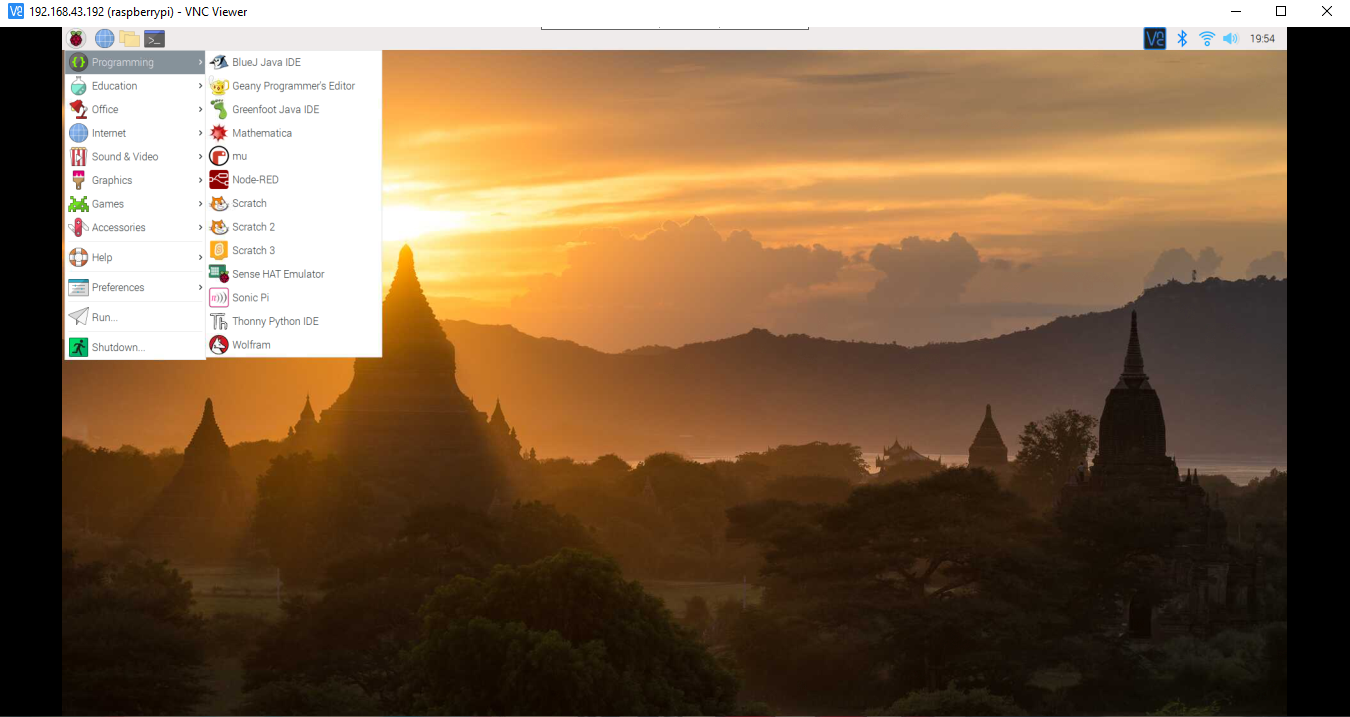 192.168.43.192 (raspberrypi) - VNC Viewer
19:54
Programming
Education
Office
Internet
Sound & Video
Graphics
Games
Accessories
Help
Preferences
Run...
Shutdown...
BlueJ Java IDE
Geany Programmer's Editor
Greenfoot Java IDE
Mathematica
mu
Node-RED
Scratch
Scratch 2
Scratch 3
Sense HAT Emulator
Sonic Pi
Thonny Python IDE
Wolfram